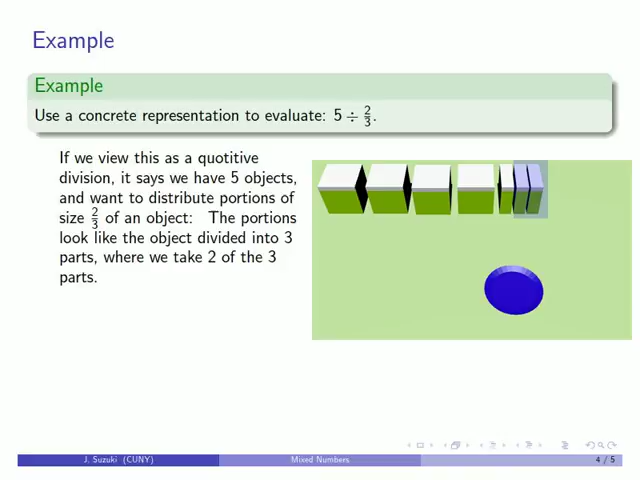 Example
Example
Use a concrete representation to evaluate: 5 ÷ 2/3.
If we view this as a quotitive
division, it says we have 5 objects,
and want to distribute portions of
size 2/3 of an object: The portions
look like the object divided into 3
parts, where we take 2 of the 3
parts.
J. Suzuki (CUNY)
Mixed Numbers
4 / 5